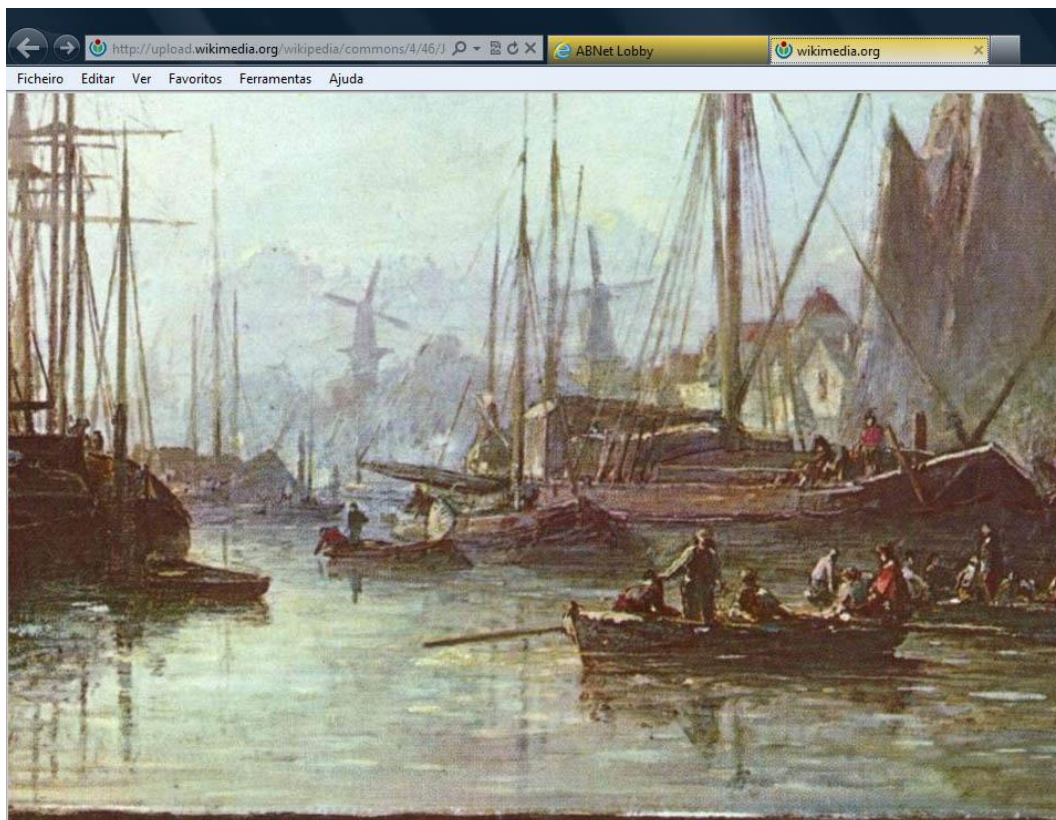 http://upload.wikimedia.org/wikipedia/commons/4/46/J
ABNet Lobby
wikimedia.org
Ficheiro Editar Ver Favoritos Ferramentas Ajuda